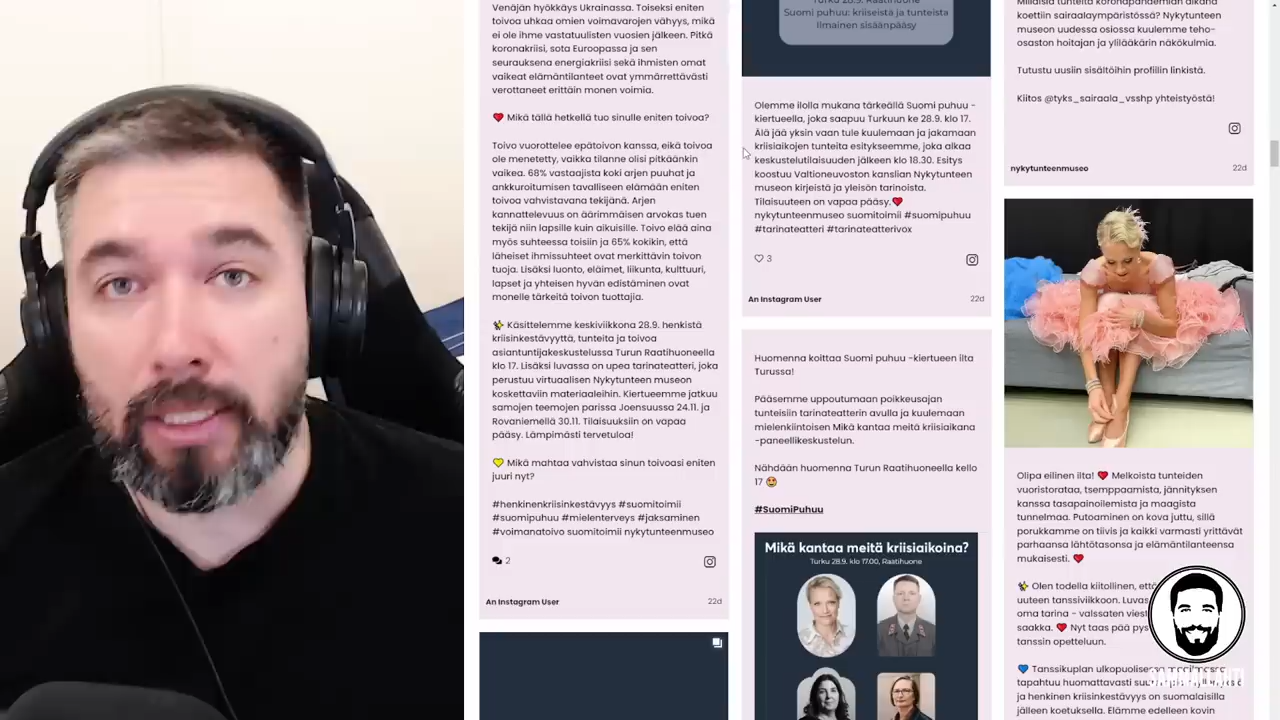 Venäjän hyökkäys Ukrainassa. Toiseksi eniten
toivoa uhkaa omien voimavarojen vähyys, mikä
ei ole ihme vastatuulisten vuosien jälkeen. Pitkä
koronakriisi, sota Euroopassa ja sen
seurauksena energiakriisi sekä ihmisten omat
vaikeat elämäntilanteet ovat ymmärrettävästi
verottaneet erittäin monen voimia.
❤️ Mikä tällä hetkellä tuo sinulle eniten toivoa?
Toivo vuorottelee epätoivon kanssa, eikä toivoa
ole menetetty, vaikka tilanne olisi pitkäänkin
vaikea. 68% vastaajista koki arjen puuhat ja
ankkuroitumisen tavalliseen elämään eniten
toivoa vahvistavana tekijänä. Arjen
kannattelevuus on äärimmäisen arvokas tuen
tekijä niin lapsille kuin aikuisille. Toivo elää aina
myös suhteessa toisiin ja 65% kokikin, että
läheiset ihmissuhteet ovat merkittävin toivon
tuoja. Lisäksi luonto, eläimet, liikunta, kulttuuri,
lapset ja yhteisen hyvän edistäminen ovat
monelle tärkeitä toivon tuottajia.
✨ Käsittelemme keskiviikkona 28.9. henkistä
kriisinkestävyyttä, tunteita ja toivoa
asiantuntijakeskustelussa Turun Raatihuoneella
klo 17. Lisäksi luvassa on upea tarinateatteri, joka
perustuu virtuaalisen Nykytunteen museon
koskettaviin materiaaleihin. Kiertueemme jatkuu
samojen teemojen parissa Joensuussa 24.11. ja
Rovaniemellä 30.11. Tilaisuuksiin on vapaa
pääsy. Lämpimästi tervetuloa!
💛 Mikä mahtaa vahvistaa sinun toivoasi eniten
juuri nyt?
#henkinenkriisinkestävyys #suomitoimii
#suomipuhuu #mielenterveys #jaksaminen
#voimanatoivo suomitoimii nykytunteenmuseo
2
An Instagram User 22d
Suomi puhuu: kriiseistä ja tunteista
Ilmainen sisäänpääsy
Olemme ilolla mukana tärkeällä Suomi puhuu -
kiertueella, joka saapuu Turkuun ke 28.9. klo 17.
Älä jää yksin vaan tule kuulemaan ja jakamaan
kriisiaikojen tunteita esitykseemme, joka alkaa
keskustelutilaisuuden jälkeen klo 18.30. Esitys
koostuu Valtioneuvoston kanslian Nykytunteen
museon kirjeistä ja yleisön tarinoista.
Tilaisuuteen on vapaa pääsy.❤️
nykytunteenmuseo suomitoimii #suomipuhuu
#tarinateatteri #tarinateatterivox
3
An Instagram User 22d
Huomenna koittaa Suomi puhuu -kiertueen ilta
Turussa!
Pääsemme uppoutumaan poikkeusajan
tunteisiin tarinateatterin avulla ja kuulemaan
mielenkiintoisen Mikä kantaa meitä kriisiaikana
-paneelikeskustelun.
Nähdään huomenna Turun Raatihuoneella kello
17 🤩
#SuomiPuhuu
Mikä kantaa meitä kriisiaikoina?
Turku 28.9. klo 17.00, Raatihuone
koettiin sairaalaympäristössä? Nykytunteen
museon uudessa osiossa kuulemme teho-
osaston hoitajan ja ylilääkärin näkökulmia.
Tutustu uusiin sisältöihin profiilin linkistä.
Kiitos @tyks_sairaala_vsshp yhteistyöstä!
nykytunteenmuseo 22d
Olipa eilinen ilta! ❤️ Melkoista tunteiden
vuoristorataa, tsemppaamista, jännityksen
kanssa tasapainoilemista ja maagista
tunnelmaa. Putoaminen on kova juttu, sillä
porukkamme on tiivis ja kaikki varmasti yrittävät
parhaansa lähtötasonsa ja elämäntilanteensa
mukaisesti. ❤️
✨ Olen todella kiitollinen, ett
uuteen tanssiviikkoon. Luvas
oma tarina - valssaten viest
saakka. ❤️ Nyt taas pää pys
tanssin opetteluun.
💙 Tanssikuplan ulkopuolise
tapahtuu huomattavasti suu
ja henkinen kriisinkestävyys on suomalaisilla
jälleen koetuksella. Elämme edelleen kovin